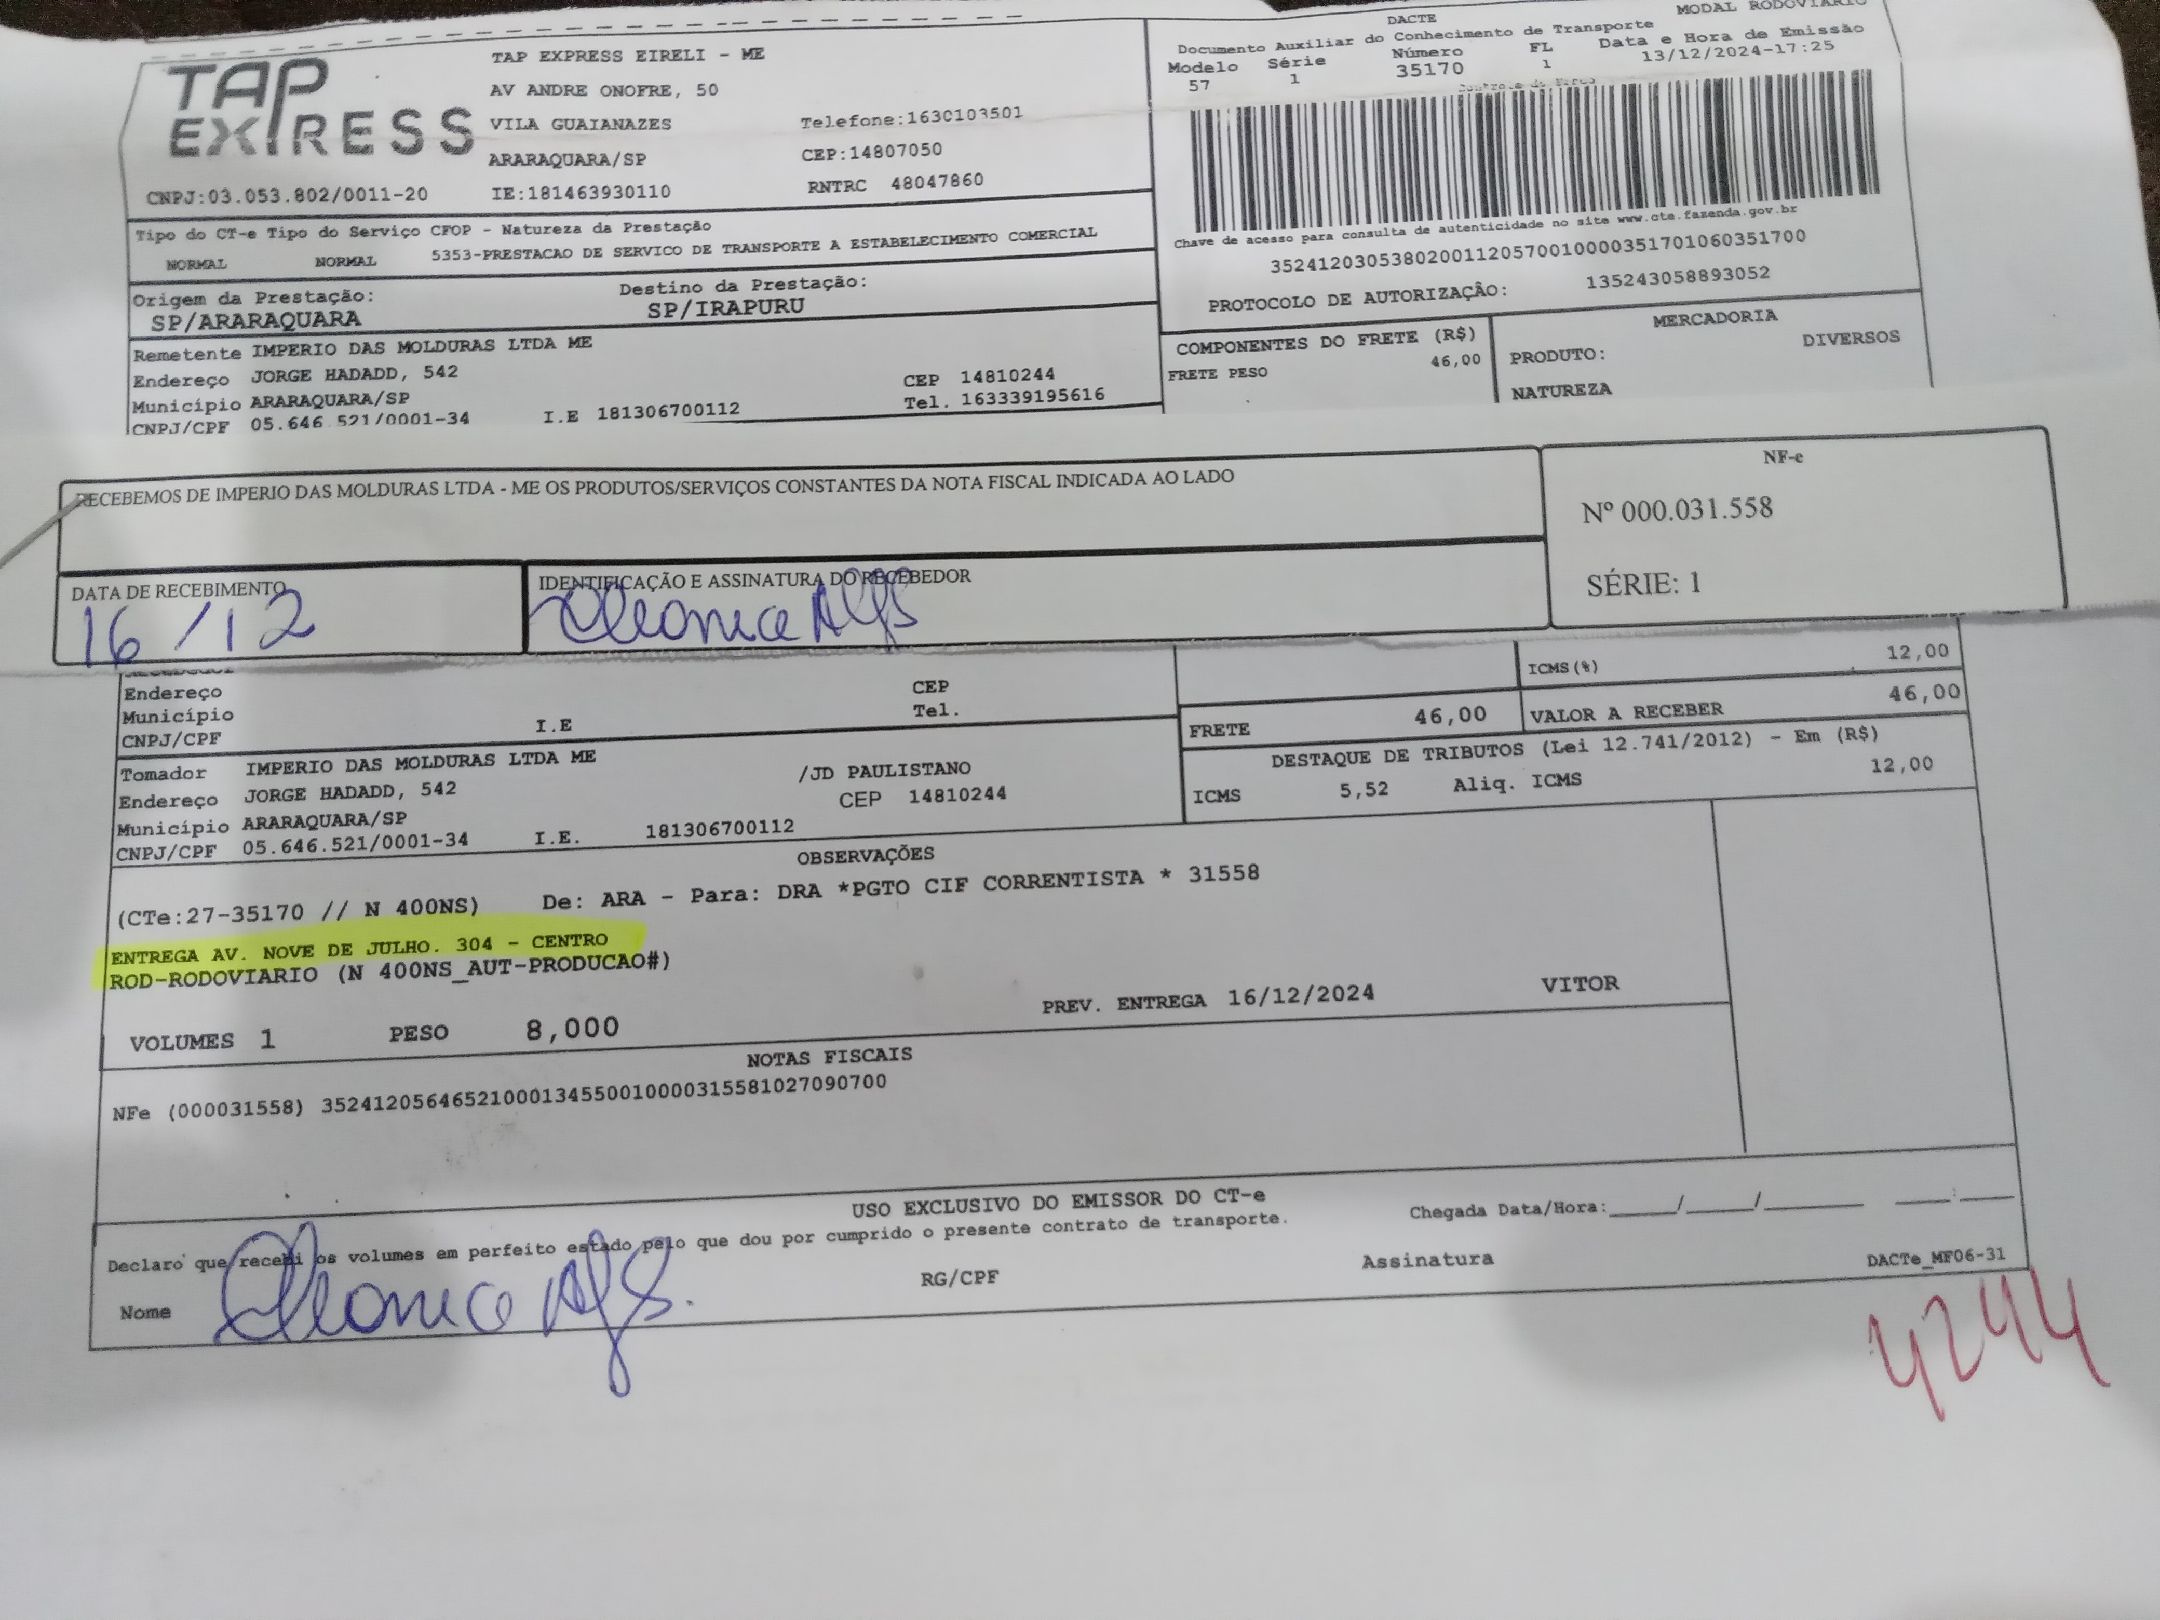 TAP EXPRESS
TAP EXPRESS EIRELI - ME
AV ANDRE ONOFRE, 50
VILA GUAIANAZES Telefone:1630103501
ARARAQUARA/SP CEP:14807050
CNPJ:03.053.802/0011-20 IE:181463930110 RNTRC 48047860
DACTE MODAL RODOVIÁRIO
Documento Auxiliar do Conhecimento de Transporte
Modelo Série Número FL Data e Hora de Emissão
57 1 35170 1 13/12/2024-17:25
Chave de acesso para consulta de autenticidade no site www.cte.fazenda.gov.br
35241203053802001120570010000351701060351700
PROTOCOLO DE AUTORIZAÇÃO: 135243058893052
Tipo do CT-e Tipo do Serviço CFOP - Natureza da Prestação
NORMAL NORMAL 5353-PRESTACAO DE SERVICO DE TRANSPORTE A ESTABELECIMENTO COMERCIAL
Origem da Prestação: Destino da Prestação:
SP/ARARAQUARA SP/IRAPURU
Remetente IMPERIO DAS MOLDURAS LTDA ME
Endereço JORGE HADADD, 542 CEP 14810244
Município ARARAQUARA/SP Tel. 163339195616
CNPJ/CPF 05.646.521/0001-34 I.E 181306700112
COMPONENTES DO FRETE (R$) MERCADORIA
FRETE PESO 46,00 PRODUTO: DIVERSOS
NATUREZA
RECEBEMOS DE IMPERIO DAS MOLDURAS LTDA - ME OS PRODUTOS/SERVIÇOS CONSTANTES DA NOTA FISCAL INDICADA AO LADO
NF-e
Nº 000.031.558
SÉRIE: 1
DATA DE RECEBIMENTO IDENTIFICAÇÃO E ASSINATURA DO RECEBEDOR
16/12
Endereço CEP
Município Tel.
CNPJ/CPF I.E
ICMS(%) 12,00
FRETE 46,00 VALOR A RECEBER 46,00
DESTAQUE DE TRIBUTOS (Lei 12.741/2012) - Em (R$)
ICMS 5,52 Aliq. ICMS 12,00
Tomador IMPERIO DAS MOLDURAS LTDA ME
Endereço JORGE HADADD, 542 /JD PAULISTANO
Município ARARAQUARA/SP CEP 14810244
CNPJ/CPF 05.646.521/0001-34 I.E. 181306700112
OBSERVAÇÕES
(CTe:27-35170 // N 400NS) De: ARA - Para: DRA *PGTO CIF CORRENTISTA * 31558
ENTREGA AV. NOVE DE JULHO. 304 - CENTRO
ROD-RODOVIARIO (N 400NS_AUT-PRODUCAO#)
PREV. ENTREGA 16/12/2024 VITOR
VOLUMES 1 PESO 8,000
NOTAS FISCAIS
NFe (000031558) 35241205646521000134550010000315581027090700
USO EXCLUSIVO DO EMISSOR DO CT-e
Declaro que recebi os volumes em perfeito estado pelo que dou por cumprido o presente contrato de transporte.
Chegada Data/Hora:_____/_____/_______ ____:____
Nome RG/CPF Assinatura
DACTe_MF06-31
4244